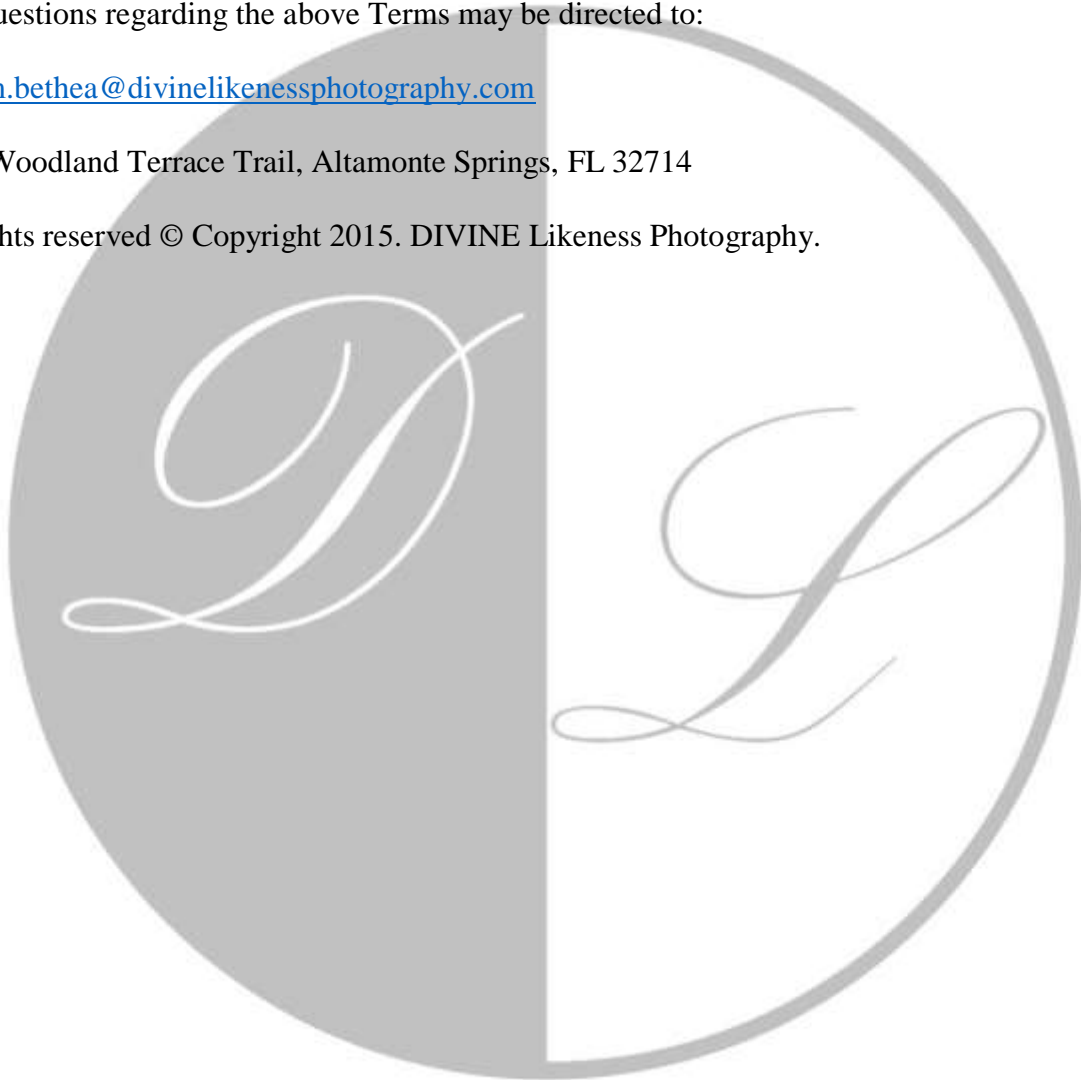 uestions regarding the above Terms may be directed to:
n.bethea@divinelikenessphotography.com
Woodland Terrace Trail, Altamonte Springs, FL 32714
hts reserved © Copyright 2015. DIVINE Likeness Photography.
D
L